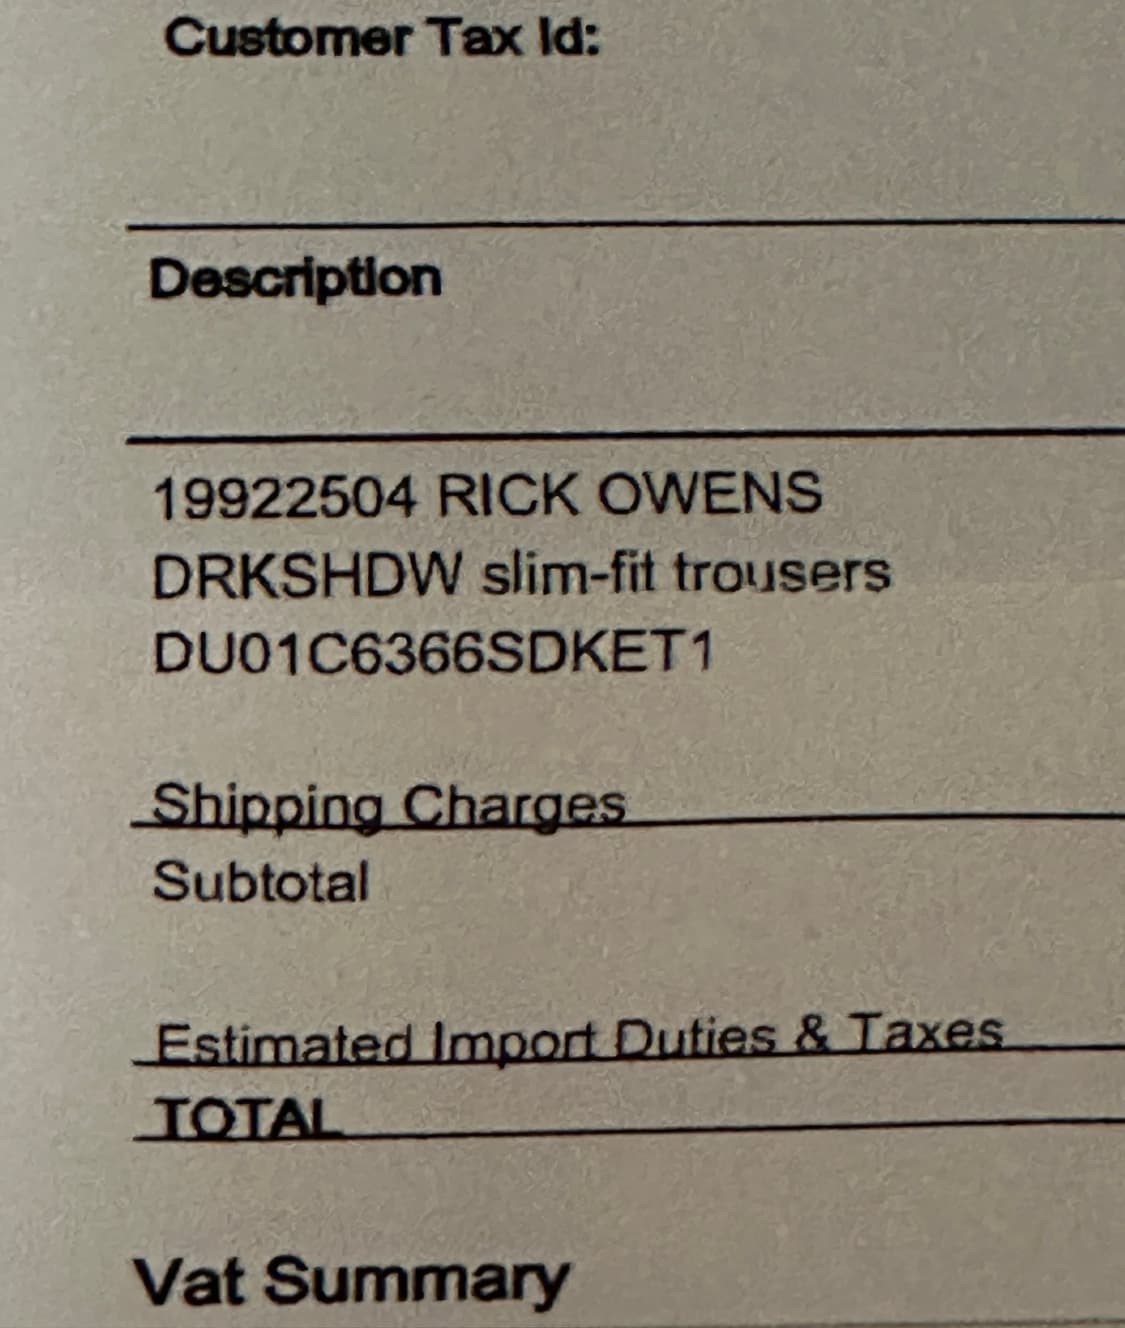 Customer Tax Id:
Description
19922504 RICK OWENS
DRKSHDW slim-fit trousers
DU01C6366SDKET1
Shipping Charges
Subtotal
Estimated Import Duties & Taxes
TOTAL
Vat Summary